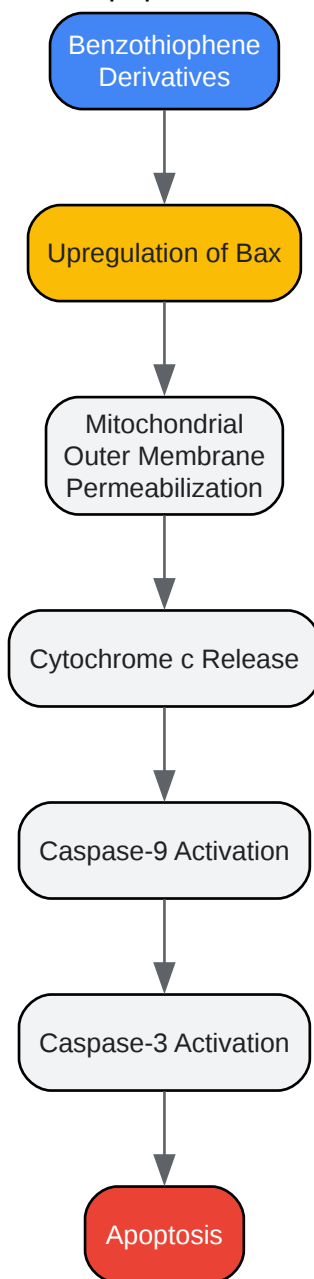 Benzothiophene
Derivatives
Upregulation of Bax
Mitochondrial
Outer Membrane
Permeabilization
Cytochrome c Release
Caspase-9 Activation
Caspase-3 Activation
Apoptosis